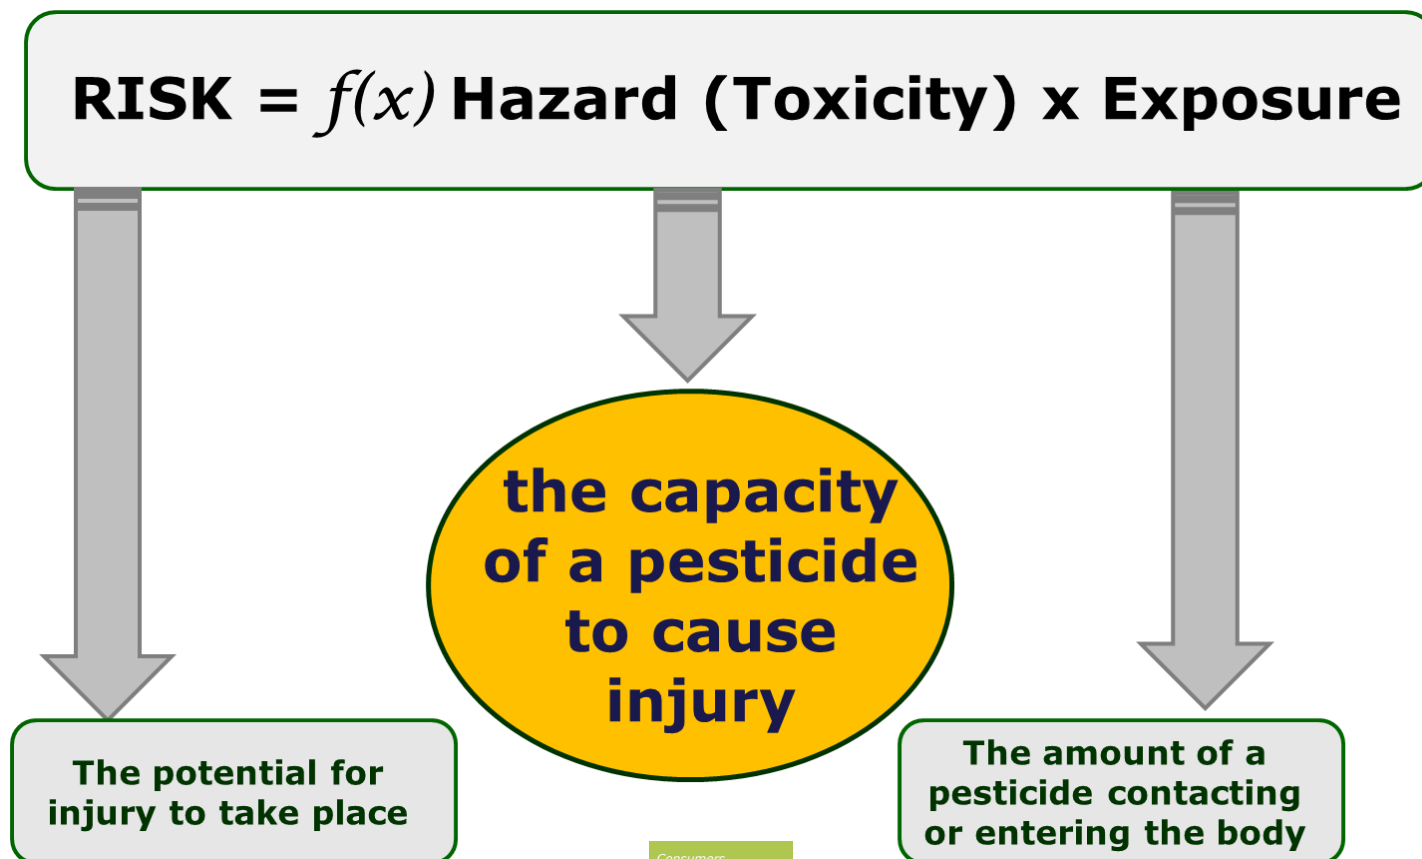 RISK = f(x) Hazard (Toxicity) x Exposure
the capacity
of a pesticide
to cause
injury
The potential for
injury to take place
The amount of a
pesticide contacting
or entering the body
Consumers